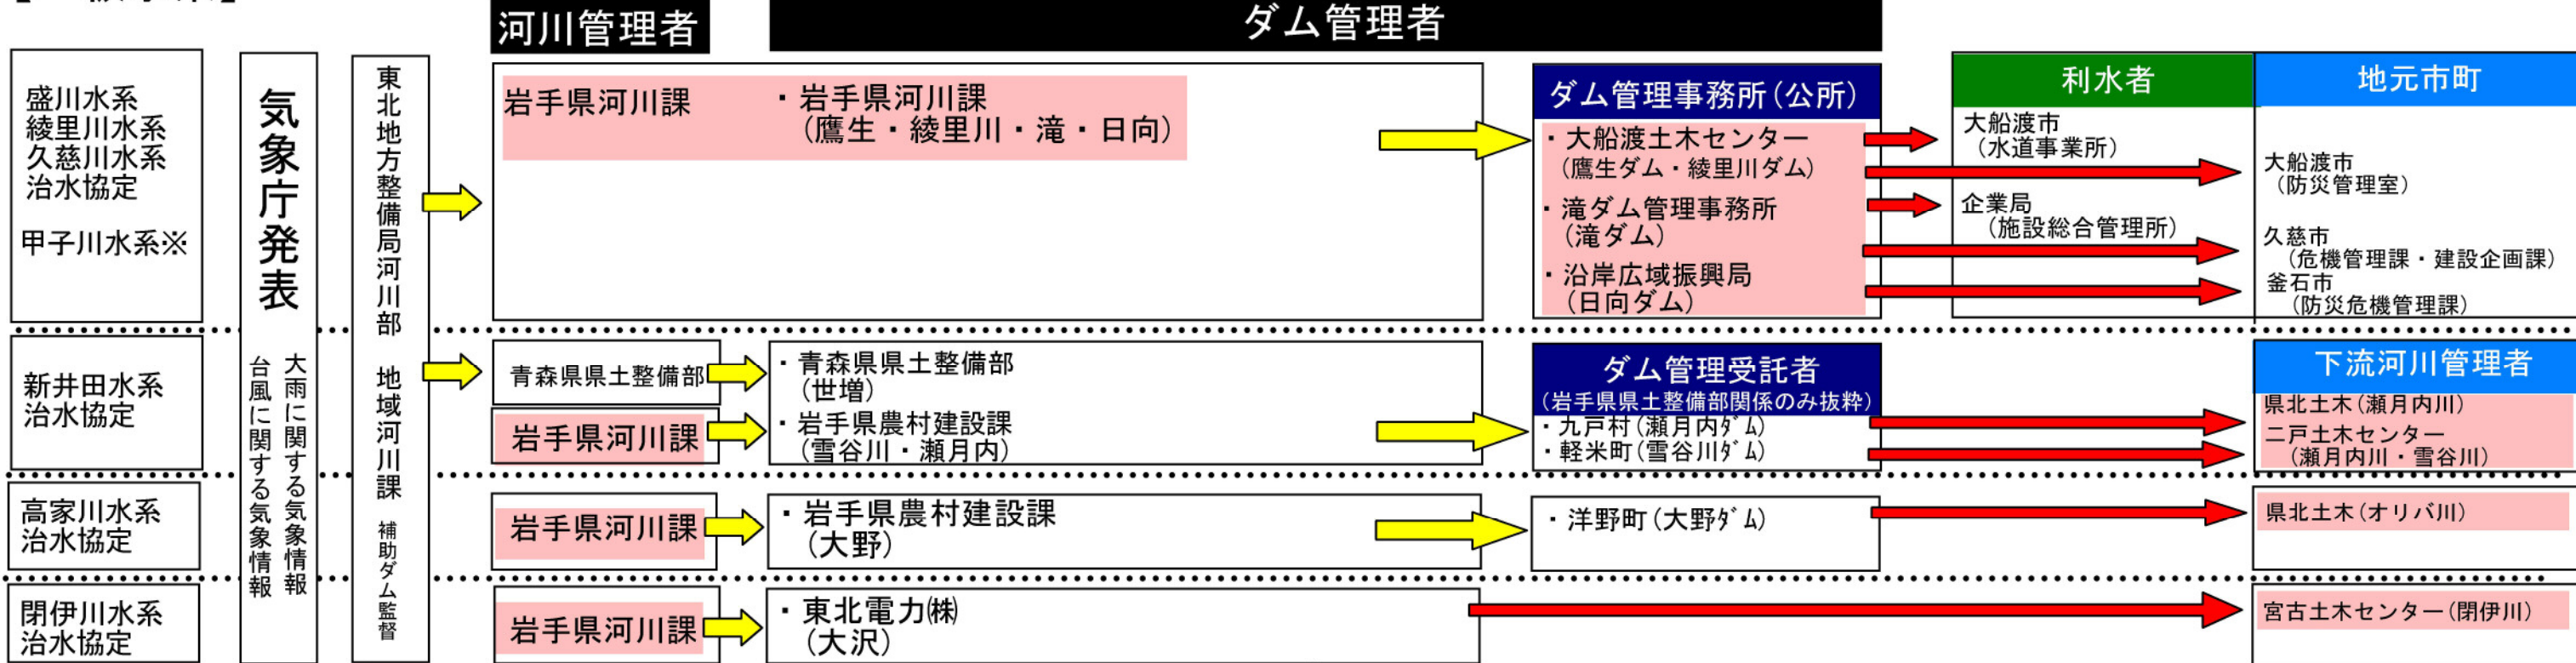 河川管理者
ダム管理者
盛川水系
綾里川水系
久慈川水系
治水協定
甲子川水系※
気象庁発表
大雨に関する気象情報
台風に関する気象情報
東北地方整備局河川部 地域河川課 補助ダム監督
岩手県河川課
・岩手県河川課
(鷹生・綾里川・滝・日向)
ダム管理事務所(公所)
・大船渡土木センター
(鷹生ダム・綾里川ダム)
・滝ダム管理事務所
(滝ダム)
・沿岸広域振興局
(日向ダム)
利水者
大船渡市
(水道事業所)
企業局
(施設総合管理所)
地元市町
大船渡市
(防災管理室)
久慈市
(危機管理課・建設企画課)
釜石市
(防災危機管理課)
新井田水系
治水協定
青森県県土整備部
・青森県県土整備部
(世増)
岩手県河川課
・岩手県農村建設課
(雪谷川・瀬月内)
ダム管理受託者
(岩手県県土整備部関係のみ抜粋)
・九戸村(瀬月内ダム)
・軽米町(雪谷川ダム)
下流河川管理者
県北土木(瀬月内川)
二戸土木センター
(瀬月内川・雪谷川)
高家川水系
治水協定
岩手県河川課
・岩手県農村建設課
(大野)
・洋野町(大野ダム)
県北土木(オリバ川)
閉伊川水系
治水協定
岩手県河川課
・東北電力㈱
(大沢)
宮古土木センター(閉伊川)